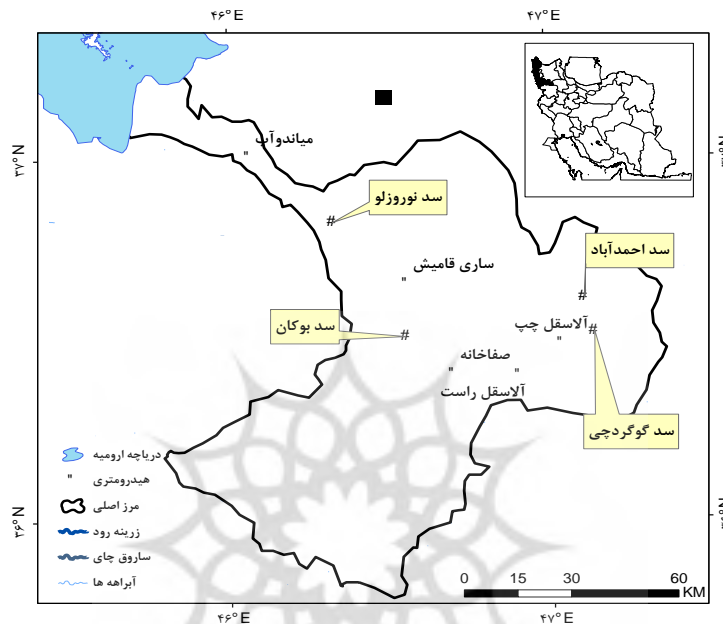 ۴۶°E ۴۷°E
میاندوآب
۳۷°N ۳۷°N
سد نوروزلو
سد احمدآباد
ساری قامیش
سد بوکان
آلاسقل چپ
صفاخانه
آلاسقل راست
سد گوگردچی
دریاچه ارومیه
هیدرومتری
مرز اصلی
زرینه رود
ساروق چای
آبراهه ها
۳۶°N ۳۶°N
0 15 30 60
KM
۴۶°E ۴۷°E